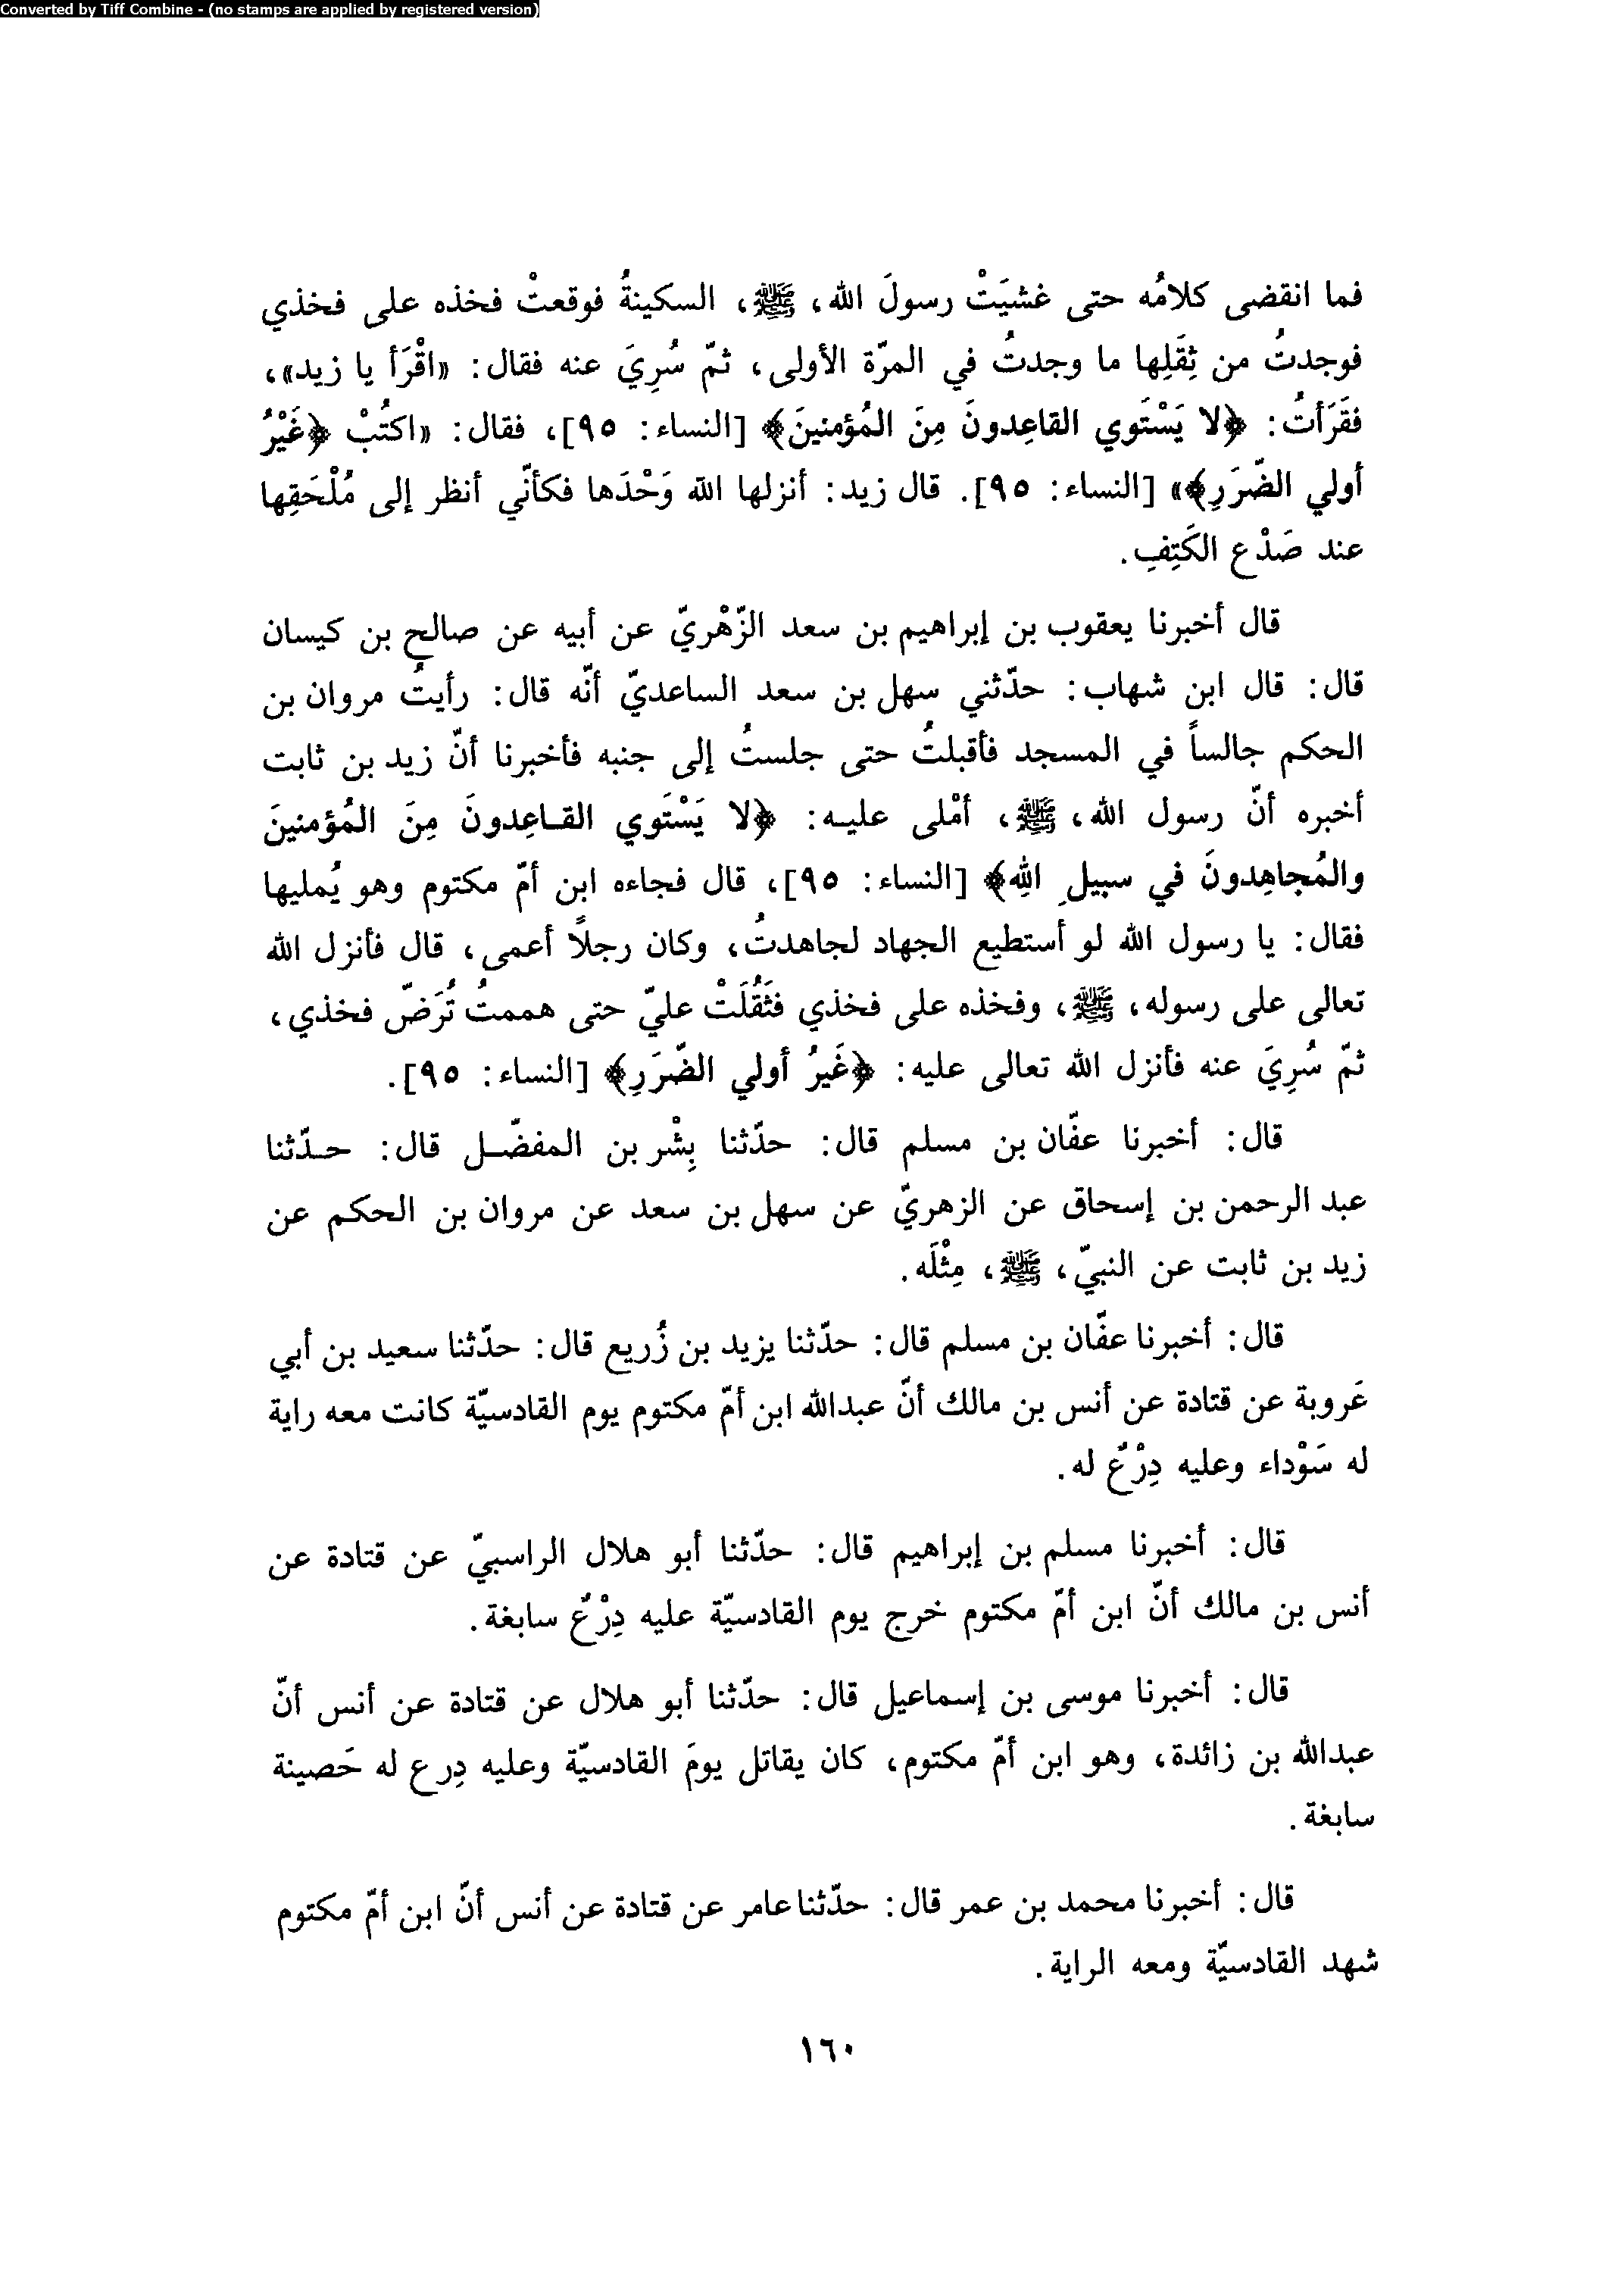 Converted by Tiff Combine - (no stamps are applied by registered version)
فما انقضى كلامُه حتى غشيَتْ رسولَ الله، ﷺ، السكينةُ فوقعتْ فخذه على فخذي
فوجدتُ من ثِقَلِها ما وجدتُ في المرّة الأولى، ثمّ سُرِيَ عنه فقال: «اقْرَأ يا زيد»،
فقَرَأتُ: ﴿لا يَسْتَوي القاعِدونَ مِنَ المُؤمنينَ﴾ [النساء: ٩٥]، فقال: «اكتُبْ ﴿غَيْرُ
أولي الضّرَرِ﴾» [النساء: ٩٥]. قال زيد: أنزلها الله وَحْدَها فكأنّي أنظر إلى مُلْحَقِها
عند صَدْع الكَتِفِ.
قال أخبرنا يعقوب بن إبراهيم بن سعد الزّهْريّ عن أبيه عن صالح بن كيسان
قال: قال ابن شهاب: حدّثني سهل بن سعد الساعديّ أنّه قال: رأيتُ مروان بن
الحكم جالساً في المسجد فأقبلتُ حتى جلستُ إلى جنبه فأخبرنا أنّ زيد بن ثابت
أخبره أنّ رسول الله، ﷺ، أمْلى عليه: ﴿لا يَسْتَوي القاعِدونَ مِنَ المُؤمنينَ
والمُجاهِدونَ في سبيلِ اللهِ﴾ [النساء: ٩٥]، قال فجاءه ابن أمّ مكتوم وهو يُمليها
فقال: يا رسول الله لو أستطيع الجهاد لجاهدتُ، وكان رجلاً أعمى، قال فأنزل الله
تعالى على رسوله، ﷺ، وفخذه على فخذي فثَقُلَتْ عليّ حتى هممتُ تُرَضّ فخذي،
ثمّ سُرِيَ عنه فأنزل الله تعالى عليه: ﴿غَيرُ أولي الضّرَرِ﴾ [النساء: ٩٥].
قال: أخبرنا عفّان بن مسلم قال: حدّثنا بِشْر بن المفضّل قال: حدّثنا
عبد الرحمن بن إسحاق عن الزهريّ عن سهل بن سعد عن مروان بن الحكم عن
زيد بن ثابت عن النبيّ، ﷺ، مِثْلَه.
قال: أخبرنا عفّان بن مسلم قال: حدّثنا يزيد بن زُريع قال: حدّثنا سعيد بن أبي
عَروبة عن قتادة عن أنس بن مالك أنّ عبدالله ابن أمّ مكتوم يوم القادسيّة كانت معه راية
له سَوْداء وعليه دِرْعٌ له.
قال: أخبرنا مسلم بن إبراهيم قال: حدّثنا أبو هلال الراسبيّ عن قتادة عن
أنس بن مالك أنّ ابن أمّ مكتوم خرج يوم القادسيّة عليه دِرْعٌ سابغة.
قال: أخبرنا موسى بن إسماعيل قال: حدّثنا أبو هلال عن قتادة عن أنس أنّ
عبدالله بن زائدة، وهو ابن أمّ مكتوم، كان يقاتل يومَ القادسيّة وعليه دِرع له حَصينة
سابغة.
قال: أخبرنا محمد بن عمر قال: حدّثنا عامر عن قتادة عن أنس أنّ ابن أمّ مكتوم
شهد القادسيّة ومعه الراية.
١٦٠